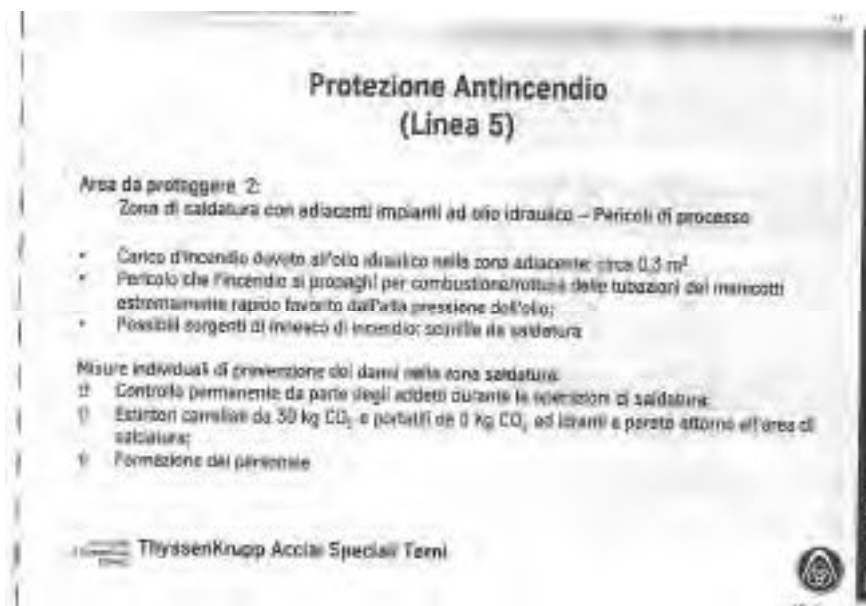 Protezione Antincendio
(Linea 5)
Area da proteggere 2:
Zona di saldatura con adiacenti impianti ad olio idraulico – Pericoli di processo
• Carico d'incendio dovuto all'olio idraulico nella zona adiacente: circa 0,3 m³
• Pericolo che l'incendio si propaghi per combustione/rottura delle tubazioni dei manicotti
estremamente rapido favorito dall'alta pressione dell'olio;
• Possibili sorgenti di innesco di incendio: scintille da saldatura
Misure individuali di prevenzione dei danni nella zona saldatura:
Controllo permanente da parte degli addetti durante le operazioni di saldatura;
Estintori carrellati da 30 kg CO₂ e portatili da kg CO₂ ed idranti a parete attorno all'area di
saldatura;
Formazione del personale
ThyssenKrupp Acciai Speciali Terni